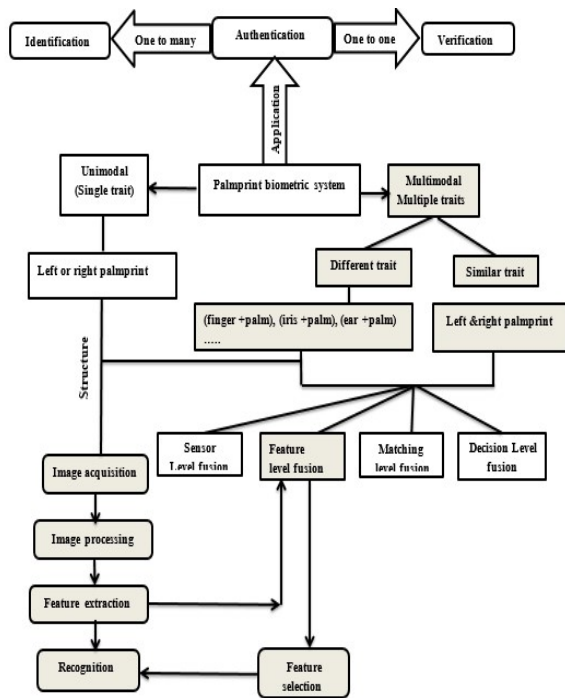 Identification
One to many
Authentication
One to one
Verification
Application
Unimodal
(Single trait)
Palmprint biometric system
Multimodal
Multiple traits
Left or right palmprint
Different trait
Similar trait
(finger +palm), (iris +palm), (ear +palm)
.....
Left &right palmprint
Structure
Sensor
Level fusion
Feature
level fusion
Matching
level fusion
Decision Level
fusion
Image acquisition
Image processing
Feature extraction
Recognition
Feature
selection